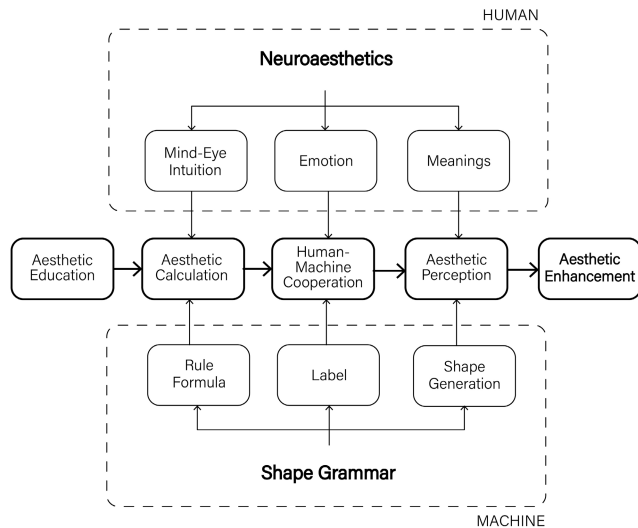 HUMAN
Neuroaesthetics
Mind-Eye
Intuition
Emotion
Meanings
Aesthetic
Education
Aesthetic
Calculation
Human-
Machine
Cooperation
Aesthetic
Perception
Aesthetic
Enhancement
Rule
Formula
Label
Shape
Generation
Shape Grammar
MACHINE